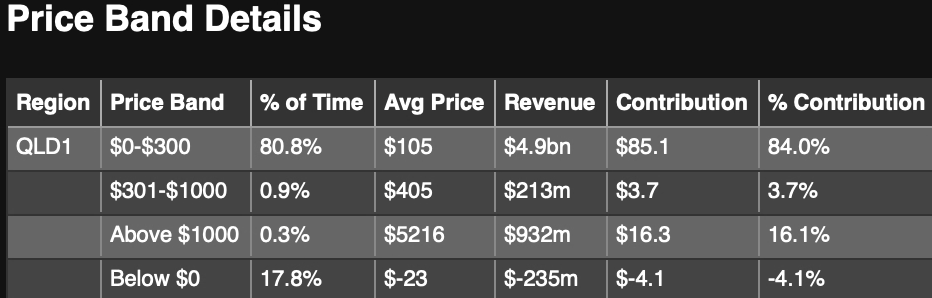 Price Band Details
Region Price Band % of Time Avg Price Revenue Contribution % Contribution
QLD1 $0-$300 80.8% $105 $4.9bn $85.1 84.0%
$301-$1000 0.9% $405 $213m $3.7 3.7%
Above $1000 0.3% $5216 $932m $16.3 16.1%
Below $0 17.8% $-23 $-235m $-4.1 -4.1%